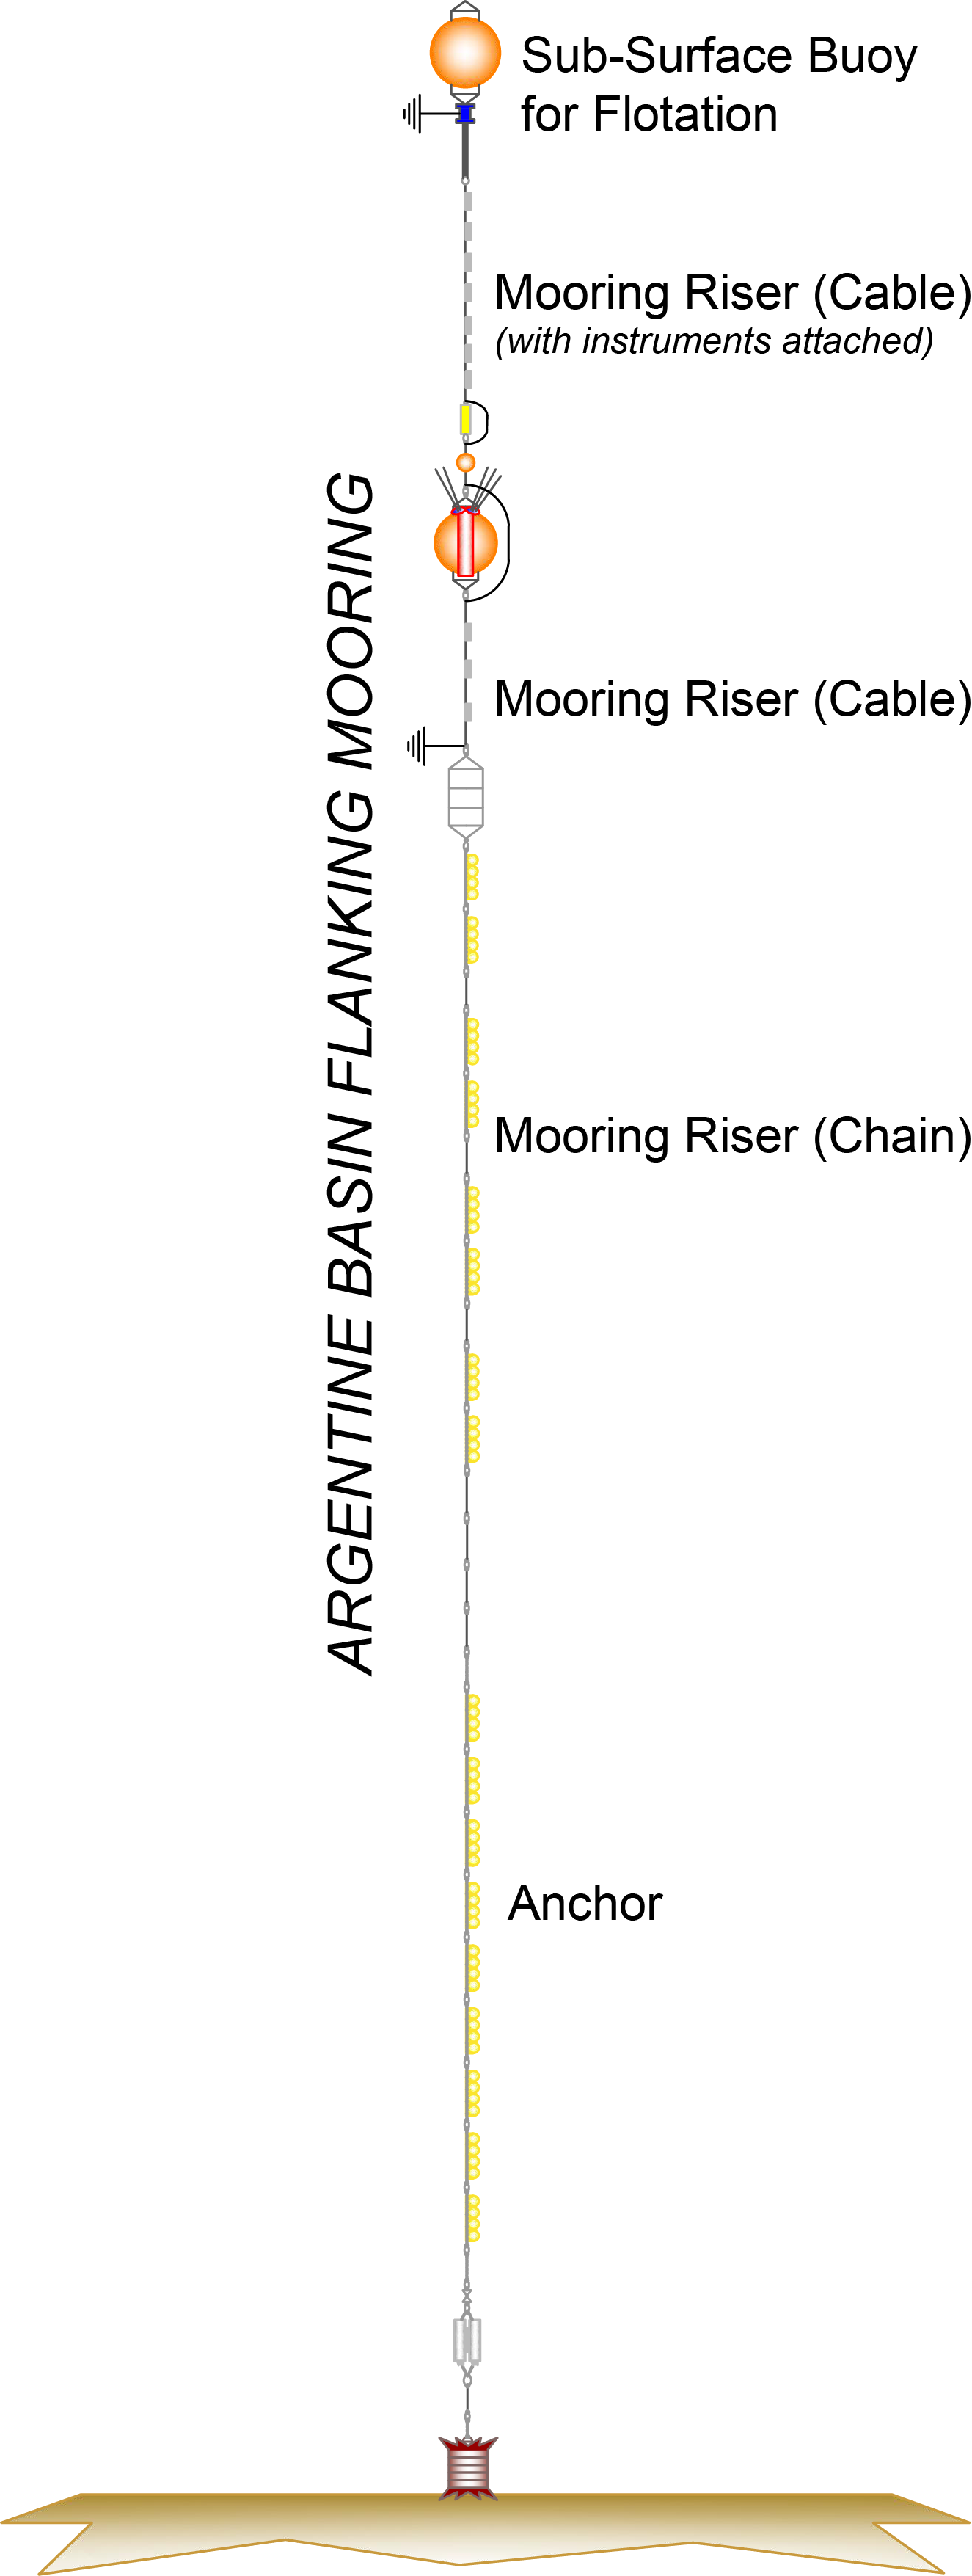 Sub-Surface Buoy
for Flotation
Mooring Riser (Cable)
(with instruments attached)
ARGENTINE BASIN FLANKING MOORING
Mooring Riser (Cable)
Mooring Riser (Chain)
Anchor